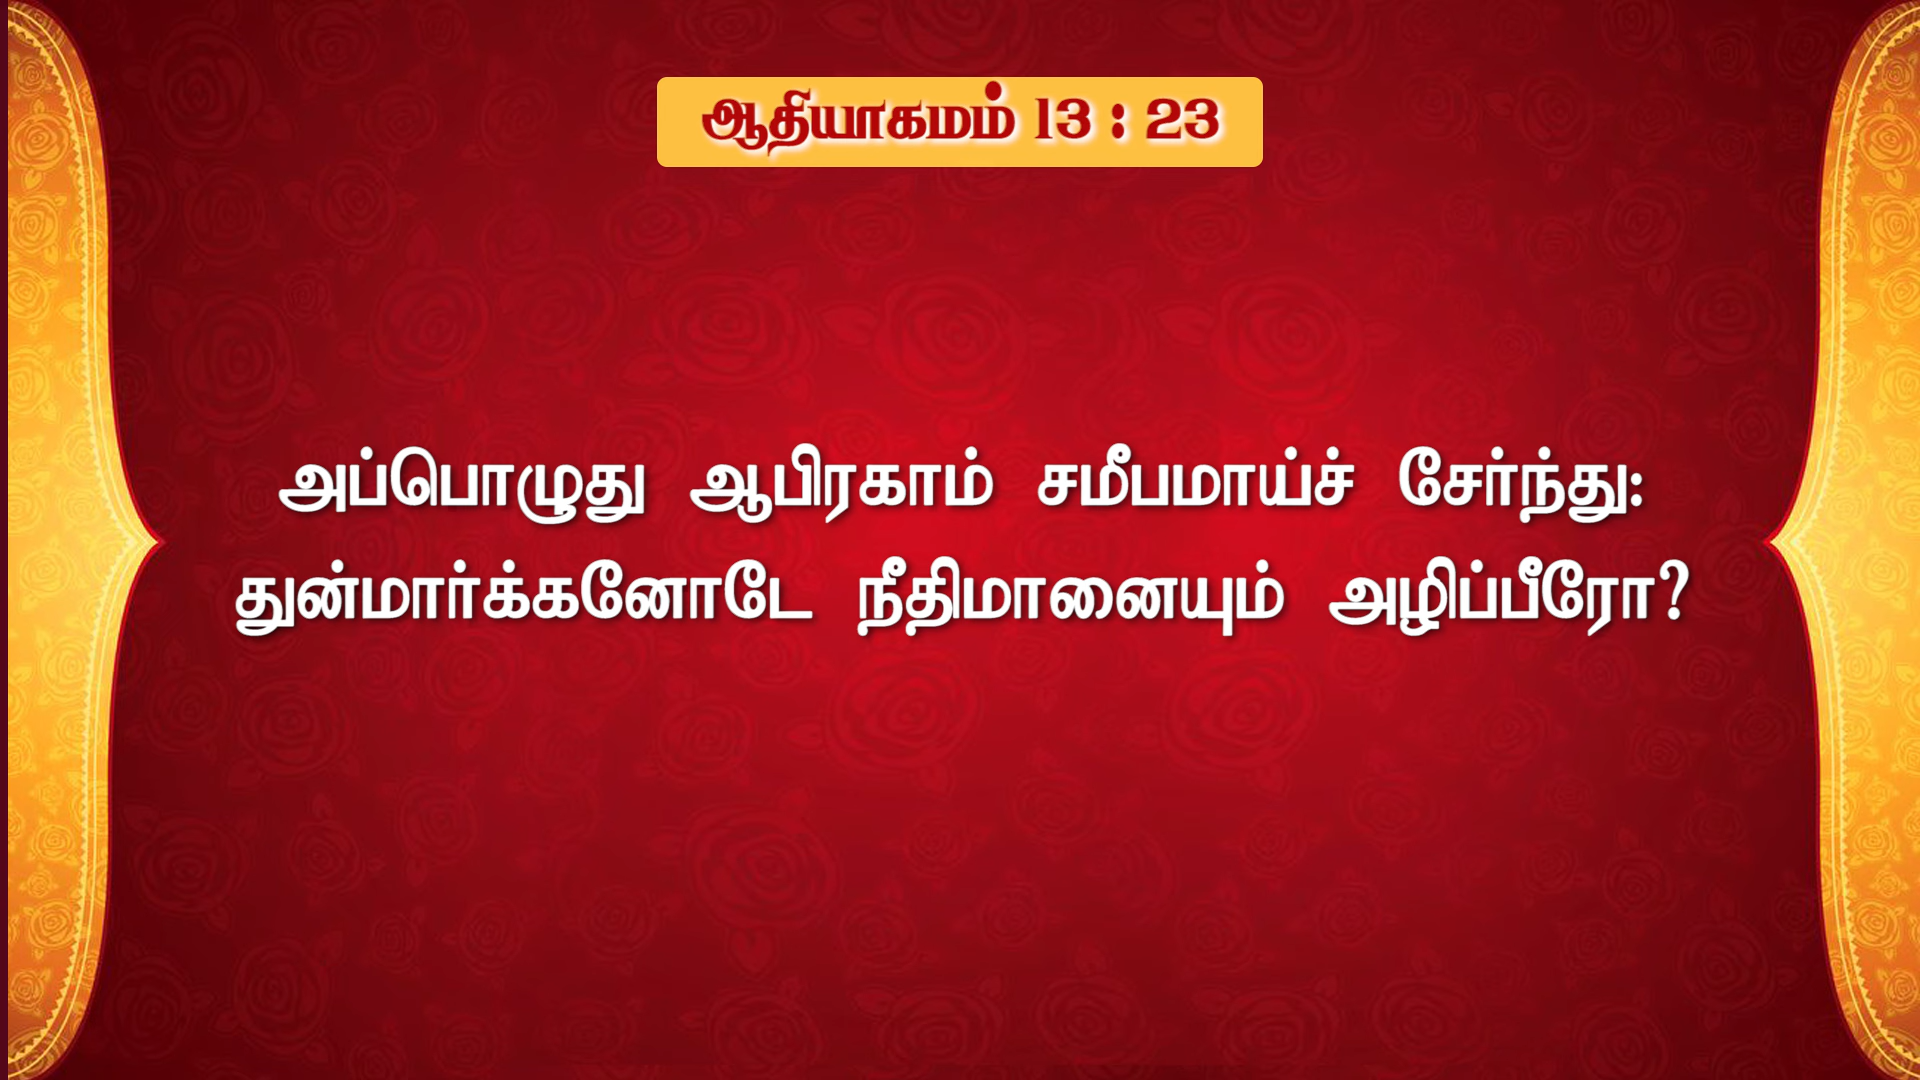 ஆதியாகமம் 13 : 23
அப்பொழுது ஆபிரகாம் சமீபமாய்ச் சேர்ந்து:
துன்மார்க்கனோடே நீதிமானையும் அழிப்பீரோ?